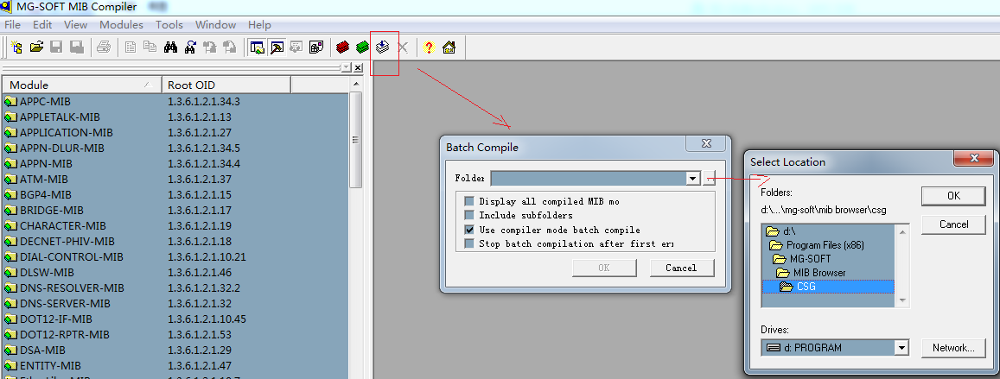 MG-SOFT MIB Compiler
File Edit View Modules Tools Window Help
Module Root OID
APPC-MIB 1.3.6.1.2.1.34.3
APPLETALK-MIB 1.3.6.1.2.1.13
APPLICATION-MIB 1.3.6.1.2.1.27
APPN-DLUR-MIB 1.3.6.1.2.1.34.5
APPN-MIB 1.3.6.1.2.1.34.4
ATM-MIB 1.3.6.1.2.1.37
BGP4-MIB 1.3.6.1.2.1.15
BRIDGE-MIB 1.3.6.1.2.1.17
CHARACTER-MIB 1.3.6.1.2.1.19
DECNET-PHIV-MIB 1.3.6.1.2.1.18
DIAL-CONTROL-MIB 1.3.6.1.2.1.10.21
DLSW-MIB 1.3.6.1.2.1.46
DNS-RESOLVER-MIB 1.3.6.1.2.1.32.2
DNS-SERVER-MIB 1.3.6.1.2.1.32
DOT12-IF-MIB 1.3.6.1.2.1.10.45
DOT12-RPTR-MIB 1.3.6.1.2.1.53
DSA-MIB 1.3.6.1.2.1.29
ENTITY-MIB 1.3.6.1.2.1.47
Batch Compile
Folder
...
Display all compiled MIB mo
Include subfolders
Use compiler mode batch compile
Stop batch compilation after first err
OK Cancel
Select Location
Folders:
d:\...\mg-soft\mib browser\csg
d:\
Program Files (x86)
MG-SOFT
MIB Browser
CSG
OK
Cancel
Drives:
d: PROGRAM
Network...